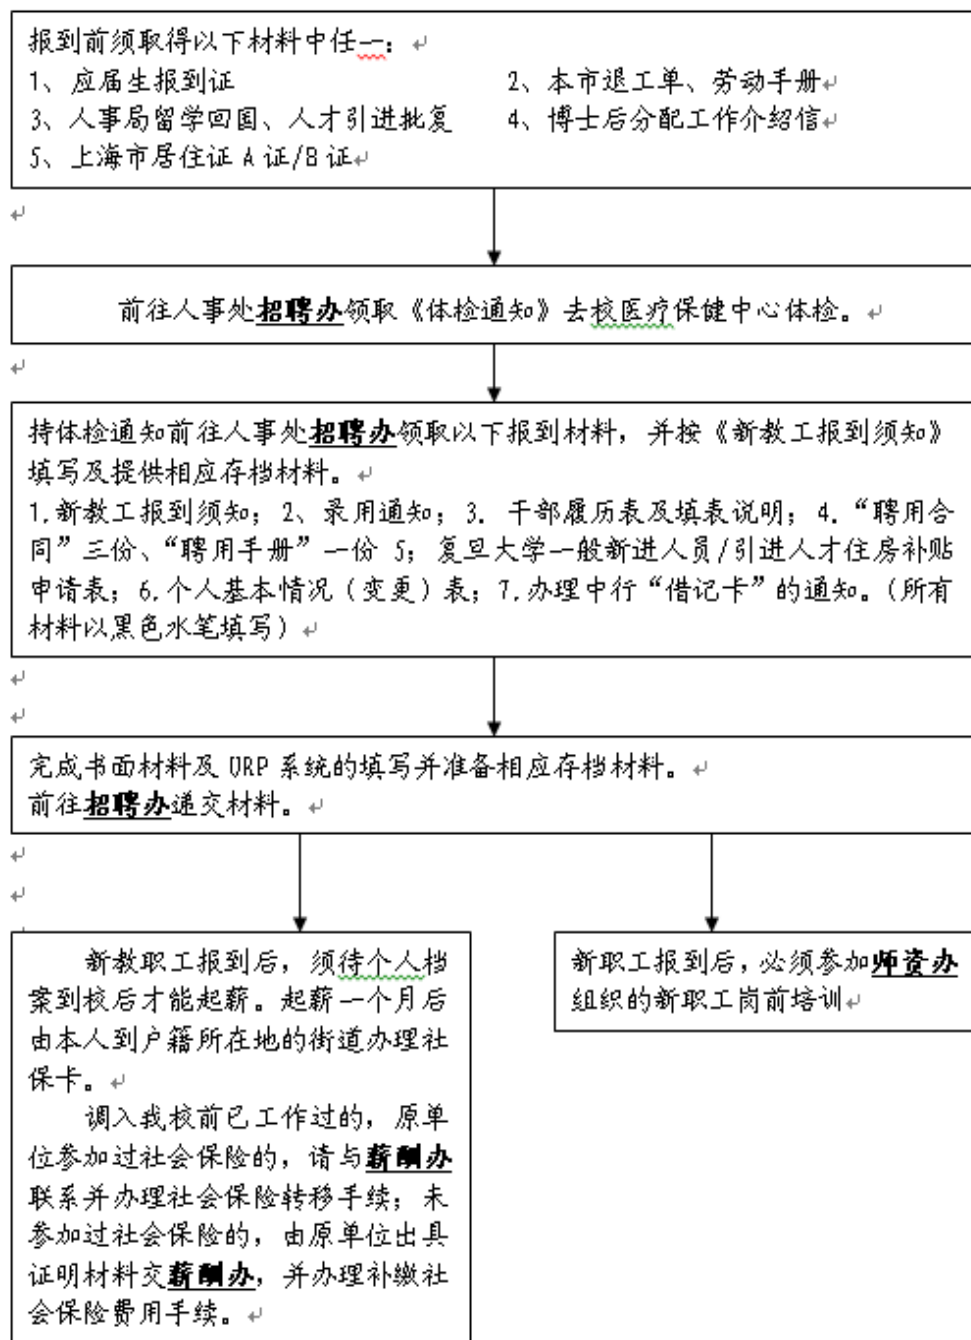 报到前须取得以下材料中任一：
1、应届生报到证 2、本市退工单、劳动手册
3、人事局留学回国、人才引进批复 4、博士后分配工作介绍信
5、上海市居住证 A 证/B 证
前往人事处招聘办领取《体检通知》去校医疗保健中心体检。
持体检通知前往人事处招聘办领取以下报到材料，并按《新教工报到须知》
填写及提供相应存档材料。
1.新教工报到须知；2、录用通知；3. 干部履历表及填表说明；4.“聘用合
同”三份、“聘用手册”一份 5；复旦大学一般新进人员/引进人才住房补贴
申请表；6.个人基本情况（变更）表；7.办理中行“借记卡”的通知。（所有
材料以黑色水笔填写）
完成书面材料及 URP 系统的填写并准备相应存档材料。
前往招聘办递交材料。
新教职工报到后，须待个人档
案到校后才能起薪。起薪一个月后
由本人到户籍所在地的街道办理社
保卡。
调入我校前已工作过的，原单
位参加过社会保险的，请与薪酬办
联系并办理社会保险转移手续；未
参加过社会保险的，由原单位出具
证明材料交薪酬办，并办理补缴社
会保险费用手续。
新职工报到后，必须参加师资办
组织的新职工岗前培训